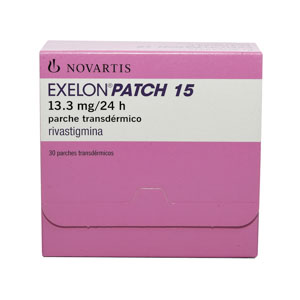 NOVARTIS
EXELON® PATCH 15
13.3 mg/24 h
parche transdérmico
rivastigmina
30 parches transdérmicos